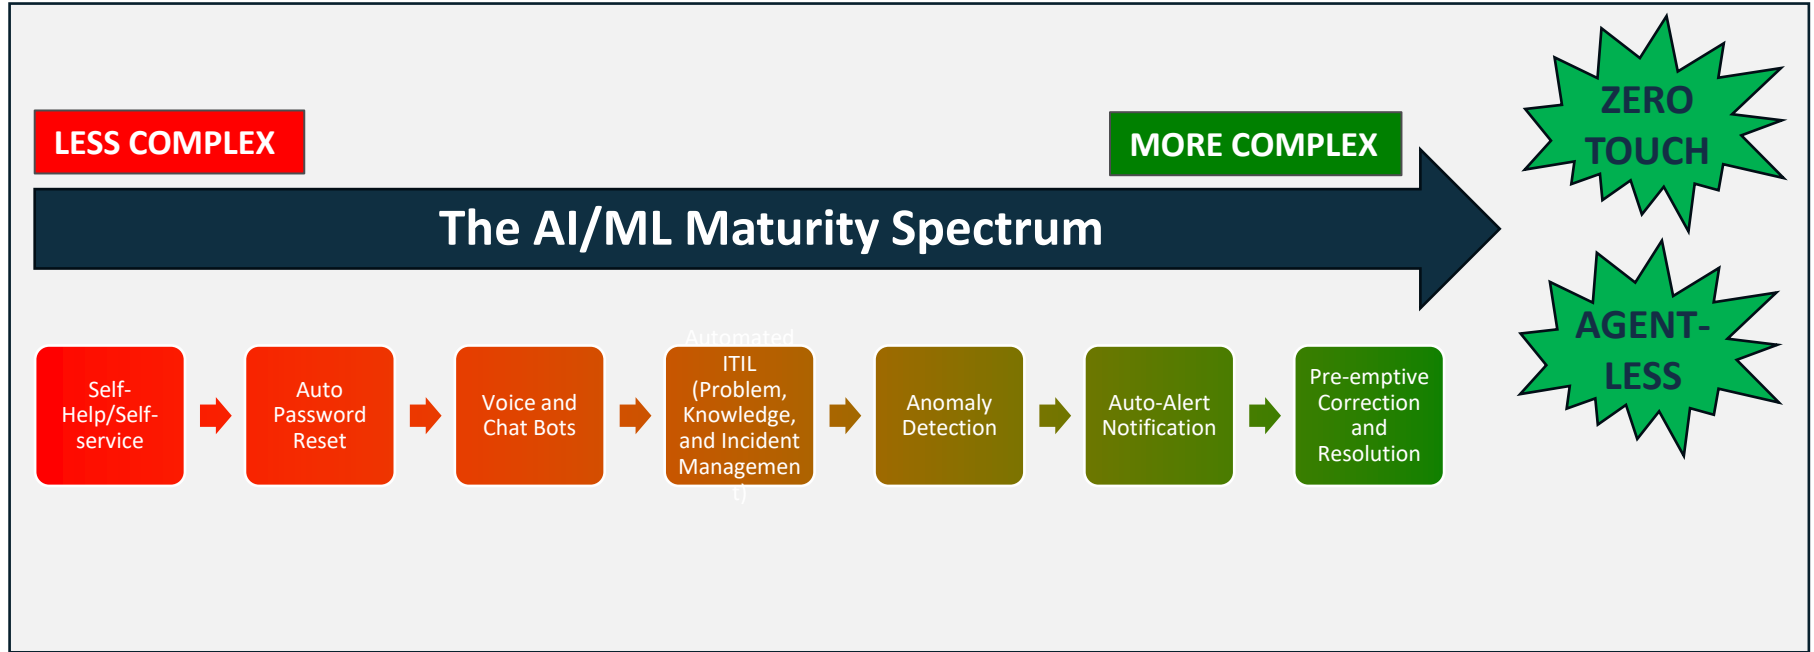 ZERO
TOUCH
LESS COMPLEX
MORE COMPLEX
The AI/ML Maturity Spectrum
AGENT-
LESS
Self-
Help/Self-
service
Auto
Password
Reset
Voice and
Chat Bots
Automated
ITIL
(Problem,
Knowledge,
and Incident
Managemen
t)
Anomaly
Detection
Auto-Alert
Notification
Pre-emptive
Correction
and
Resolution